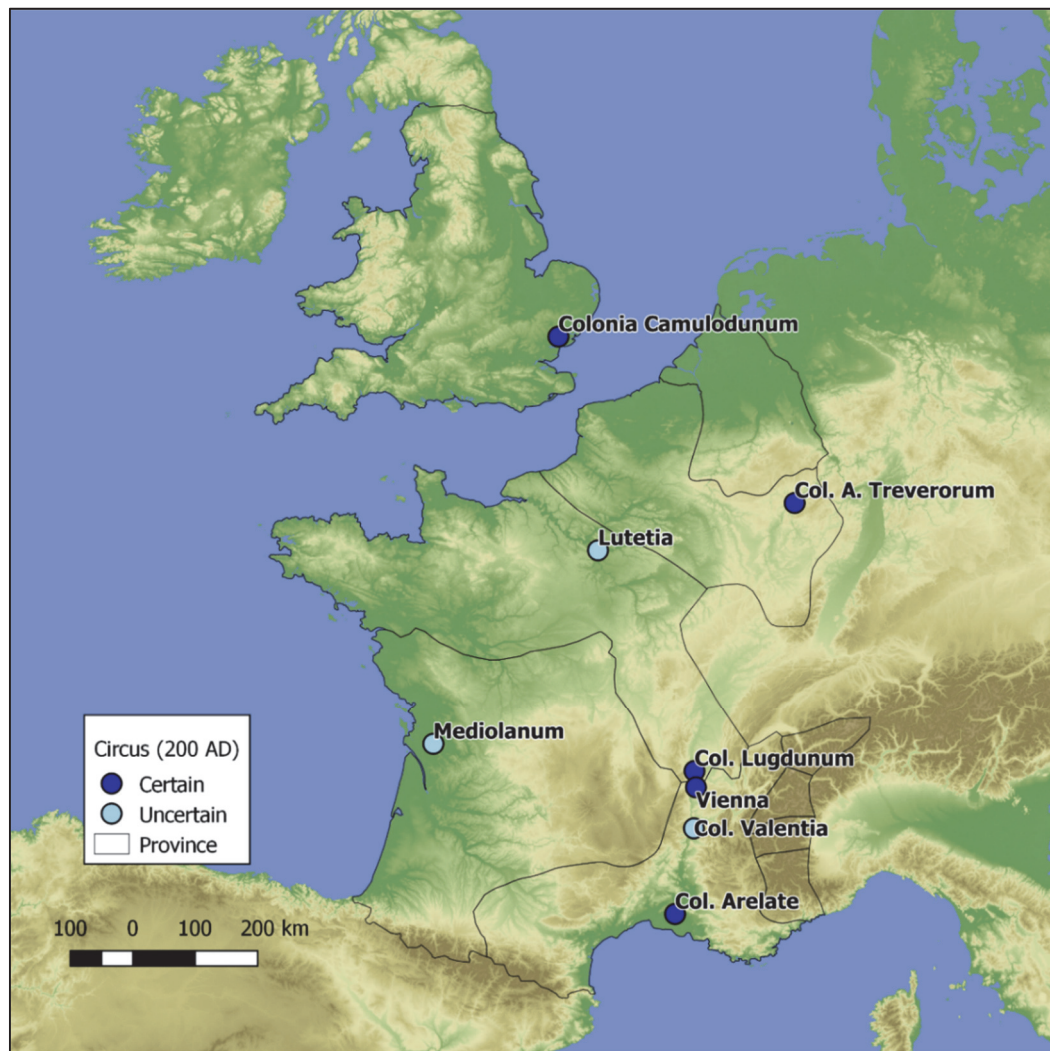 Colonia Camulodunum
Col. A. Treverorum
Lutetia
Mediolanum
Col. Lugdunum
Vienna
Col. Valentia
Col. Arelate
Circus (200 AD)
Certain
Uncertain
Province
100 0 100 200 km